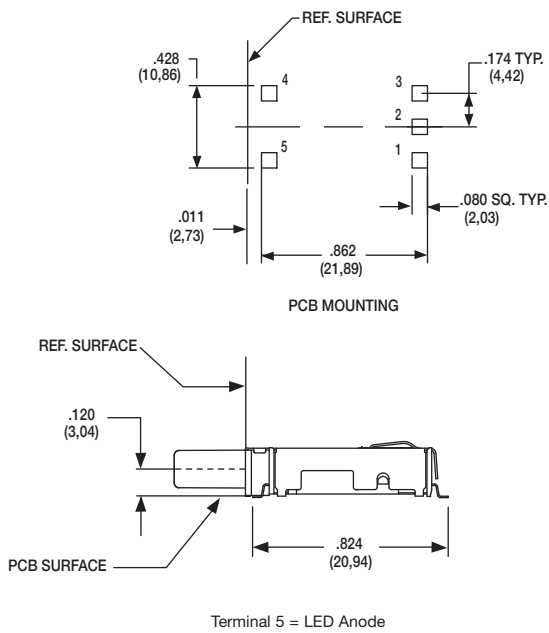 REF. SURFACE
.428
(10,86)
.174 TYP.
(4,42)
4
3
2
5
1
.080 SQ. TYP.
(2,03)
.011
(2,73)
.862
(21,89)
PCB MOUNTING
REF. SURFACE
.120
(3,04)
PCB SURFACE
.824
(20,94)
Terminal 5 = LED Anode